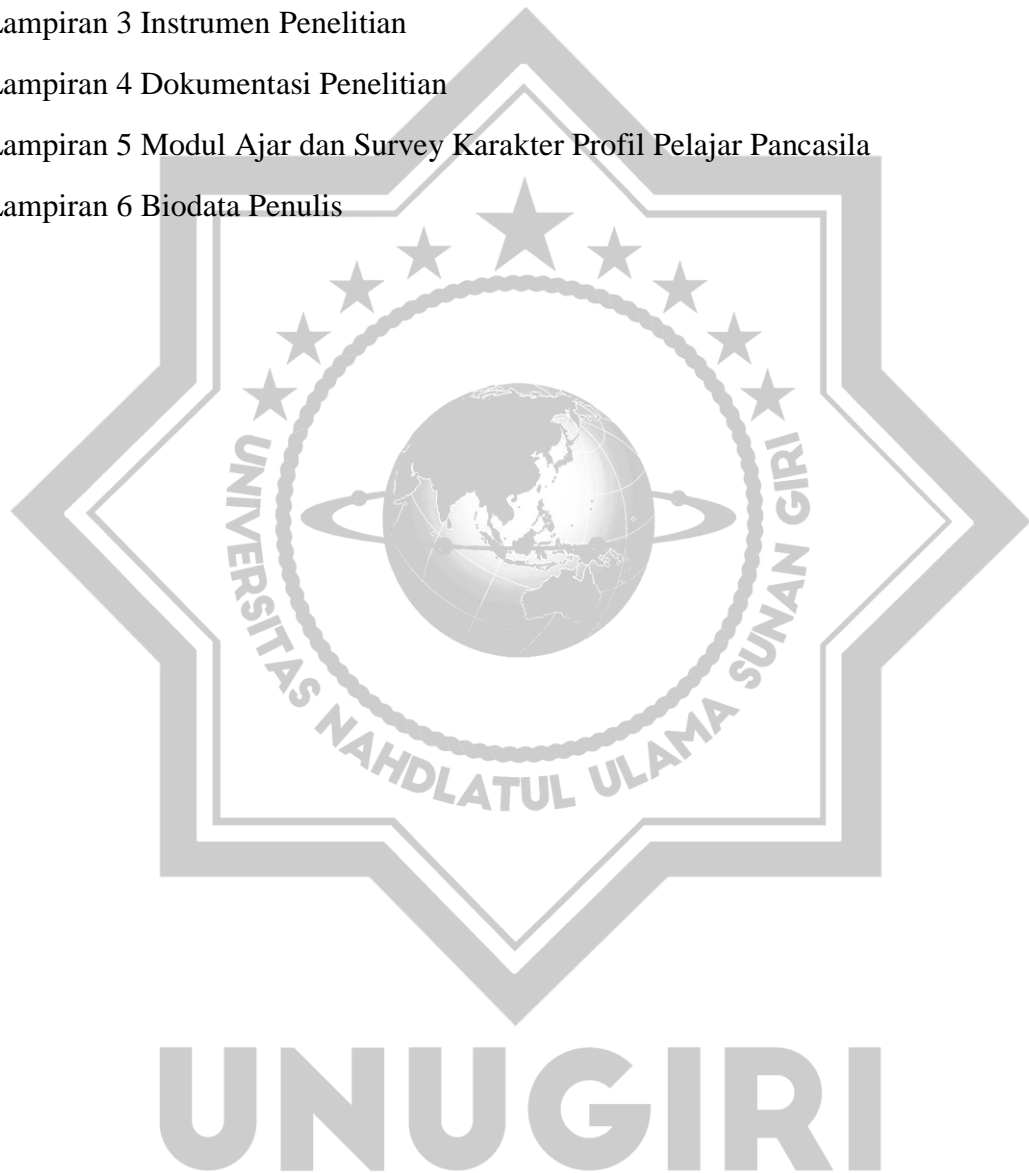 Lampiran 3 Instrumen Penelitian
Lampiran 4 Dokumentasi Penelitian
Lampiran 5 Modul Ajar dan Survey Karakter Profil Pelajar Pancasila
Lampiran 6 Biodata Penulis
UNIVERSITAS NAHDLATUL ULAMA SUNAN GIRI
UNUGIRI